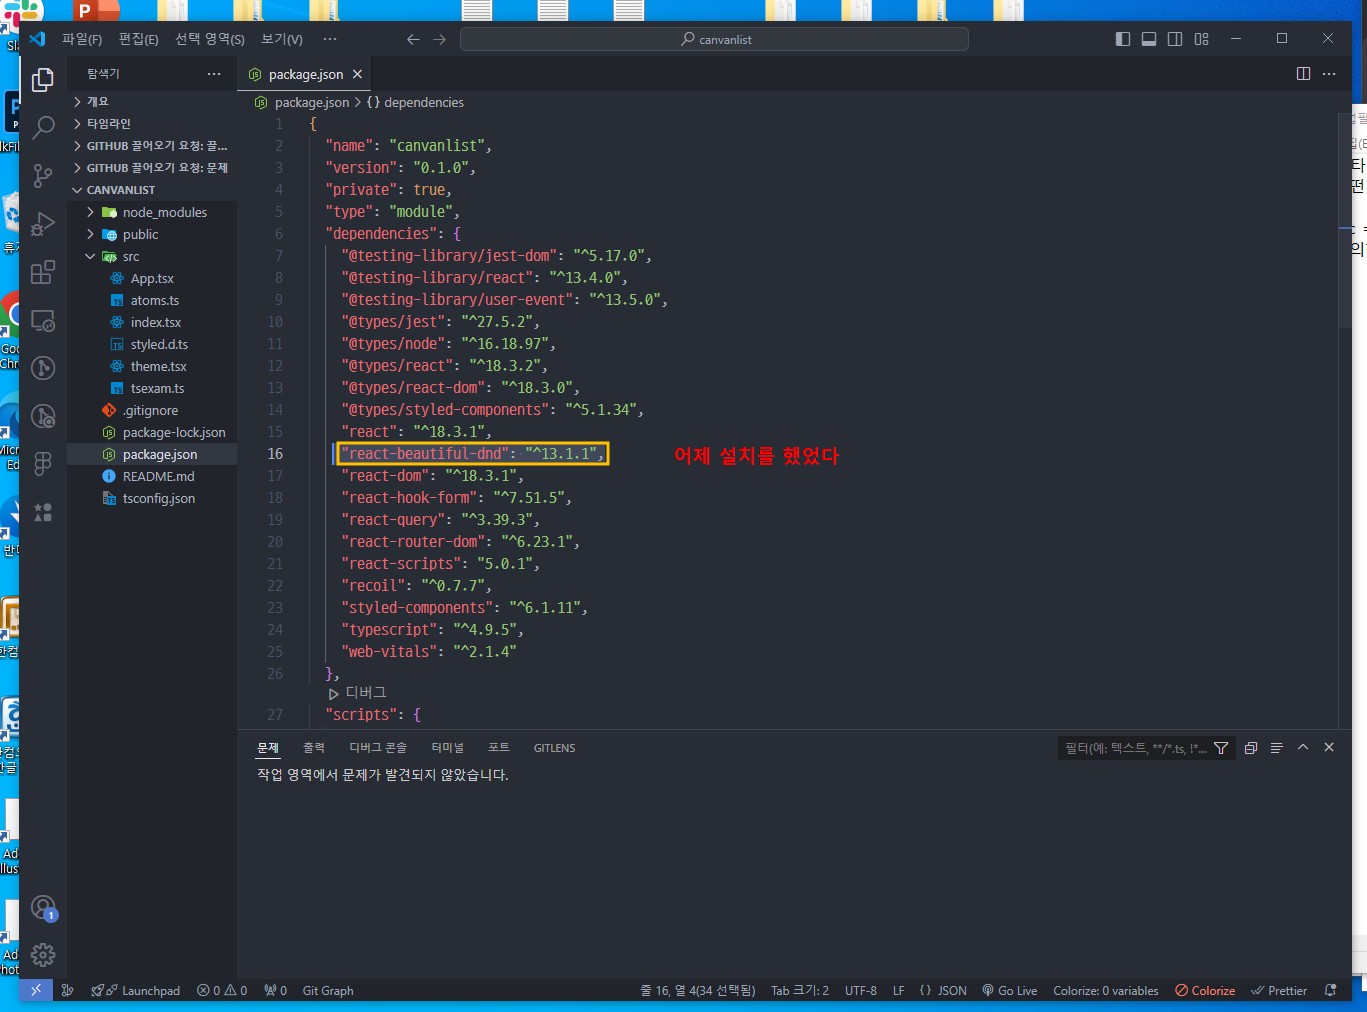 파일(F) 편집(E) 선택 영역(S) 보기(V) ···
canvanlist
탐색기 ···
개요
타임라인
GITHUB 끌어오기 요청: 끌...
GITHUB 끌어오기 요청: 문제
CANVANLIST
node_modules
public
src
App.tsx
atoms.ts
index.tsx
styled.d.ts
theme.tsx
tsexam.ts
.gitignore
package-lock.json
package.json
README.md
tsconfig.json
package.json
package.json > {} dependencies
1 {
2 "name": "canvanlist",
3 "version": "0.1.0",
4 "private": true,
5 "type": "module",
6 "dependencies": {
7 "@testing-library/jest-dom": "^5.17.0",
8 "@testing-library/react": "^13.4.0",
9 "@testing-library/user-event": "^13.5.0",
10 "@types/jest": "^27.5.2",
11 "@types/node": "^16.18.97",
12 "@types/react": "^18.3.2",
13 "@types/react-dom": "^18.3.0",
14 "@types/styled-components": "^5.1.34",
15 "react": "^18.3.1",
16 "react-beautiful-dnd": "^13.1.1", 어제 설치를 했었다
17 "react-dom": "^18.3.1",
18 "react-hook-form": "^7.51.5",
19 "react-query": "^3.39.3",
20 "react-router-dom": "^6.23.1",
21 "react-scripts": "5.0.1",
22 "recoil": "^0.7.7",
23 "styled-components": "^6.1.11",
24 "typescript": "^4.9.5",
25 "web-vitals": "^2.1.4"
26 },
디버그
27 "scripts": {
문제 출력 디버그 콘솔 터미널 포트 GITLENS
필터(예: 텍스트, **/*.ts, !*...
작업 영역에서 문제가 발견되지 않았습니다.
1
Launchpad 0 0 0 Git Graph
줄 16, 열 4(34 선택됨) Tab 크기: 2 UTF-8 LF {} JSON Go Live Colorize: 0 variables Colorize Prettier